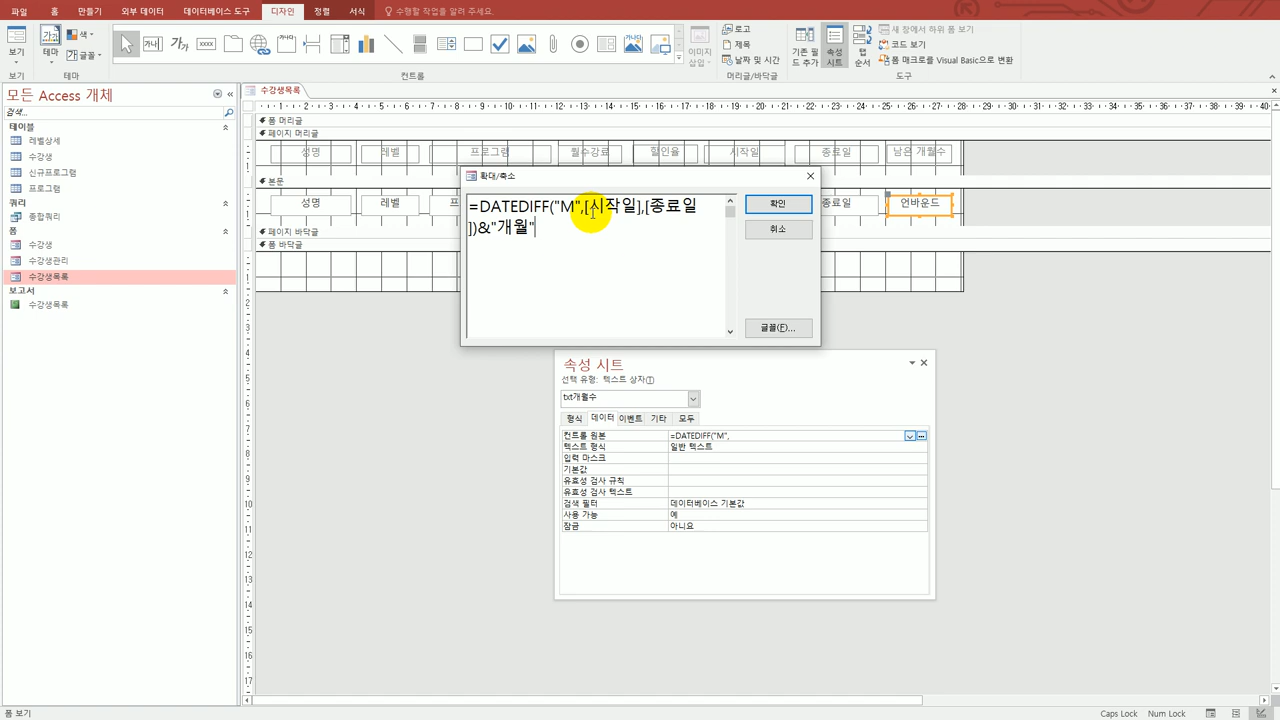 파일 홈 만들기 외부 데이터 데이터베이스 도구 디자인 정렬 서식 수행할 작업을 알려 주세요.
보기
테마
색
글꼴
가나
이미지 삽입
로고
제목
날짜 및 시간
기존 필드 추가
속성 시트
탭 순서
새 창에서 하위 폼 보기
코드 보기
폼 매크로를 Visual Basic으로 변환
보기 테마 컨트롤 머리글/바닥글 도구
모든 Access 개체
검색...
테이블
레벨상세
수강생
신규프로그램
프로그램
쿼리
종합쿼리
폼
수강생
수강생관리
수강생목록
보고서
수강생목록
수강생목록
폼 머리글
페이지 머리글
성명 레벨 프로그램 월수강료 할인율 시작일 종료일 남은 개월수
본문
성명 레벨 프 종료일 언바운드
페이지 바닥글
폼 바닥글
확대/축소
=DATEDIFF("M",[시작일],[종료일
])&"개월"
확인
취소
글꼴(F)...
속성 시트
선택 유형: 텍스트 상자(T)
txt개월수
형식 데이터 이벤트 기타 모두
컨트롤 원본 =DATEDIFF("M",
텍스트 형식 일반 텍스트
입력 마스크
기본값
유효성 검사 규칙
유효성 검사 텍스트
검색 필터 데이터베이스 기본값
사용 가능 예
잠금 아니요
폼 보기 Caps Lock Num Lock